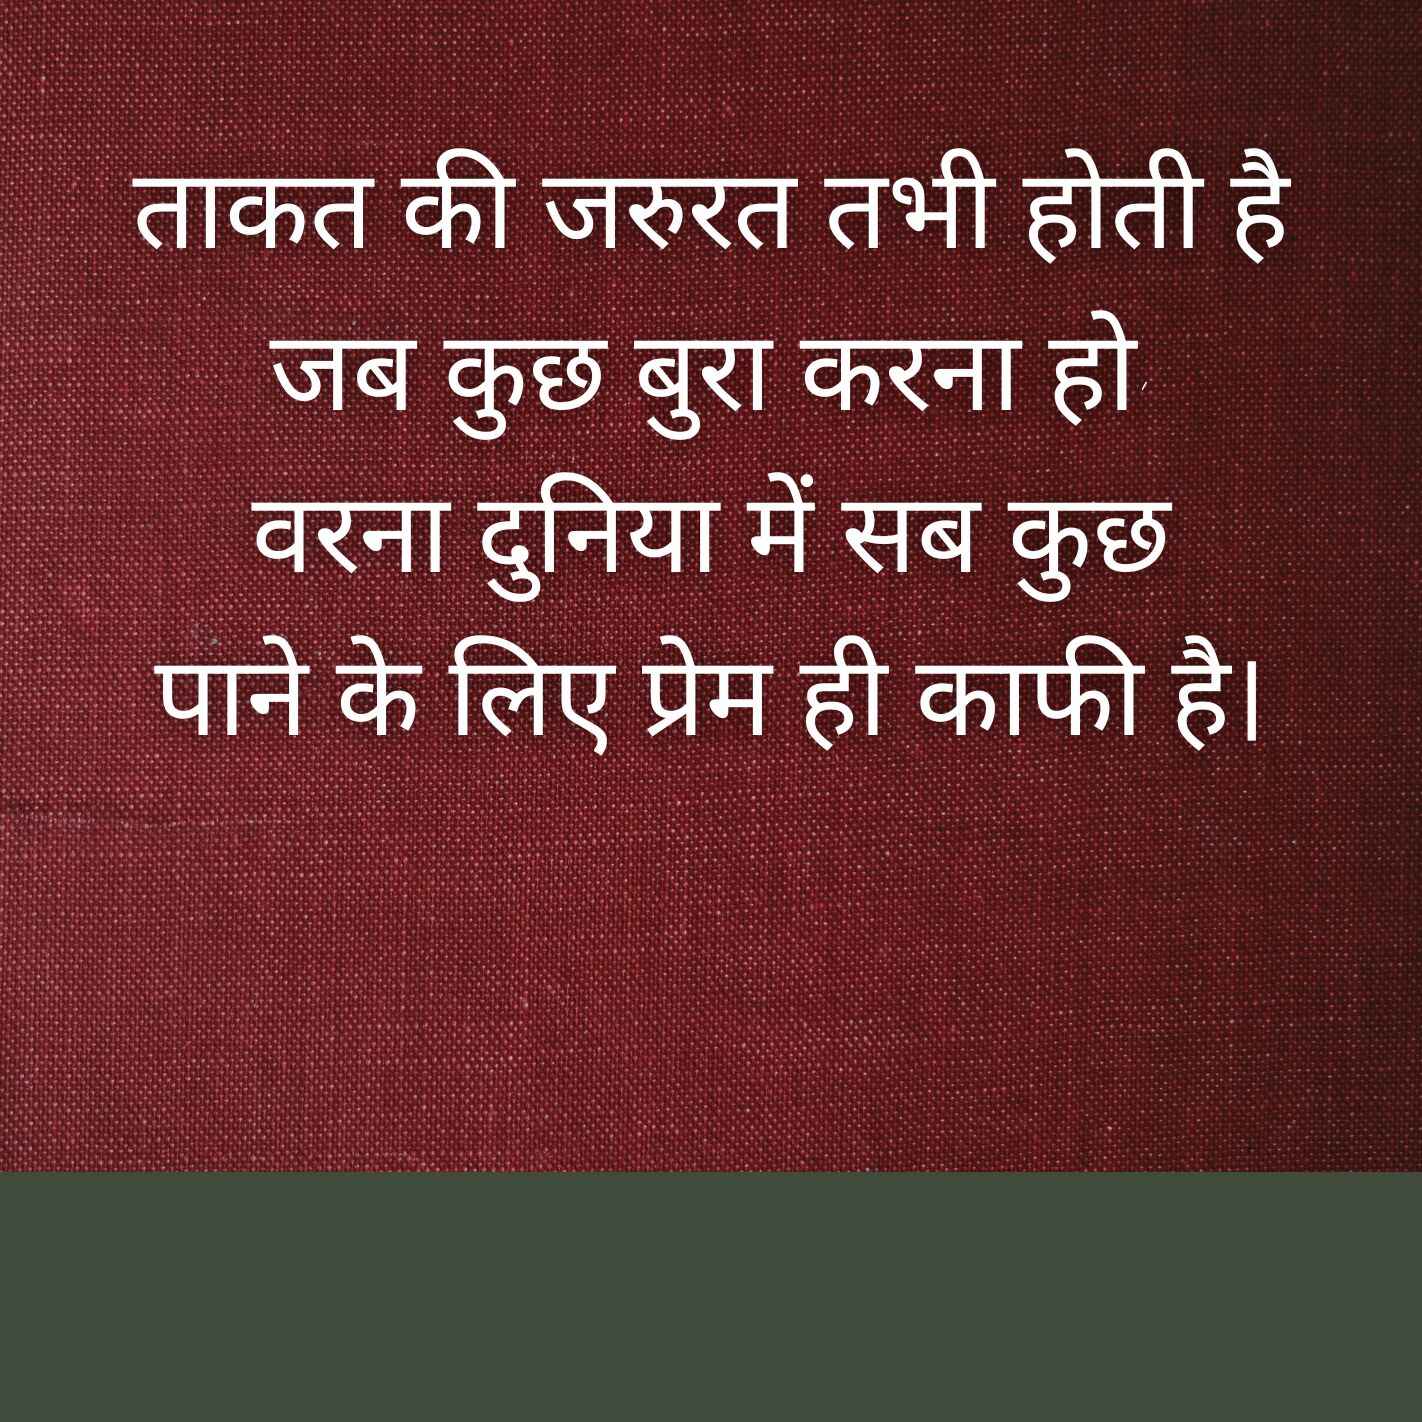 ताकत की जरुरत तभी होती है
जब कुछ बुरा करना हो
वरना दुनिया में सब कुछ
पाने के लिए प्रेम ही काफी है।